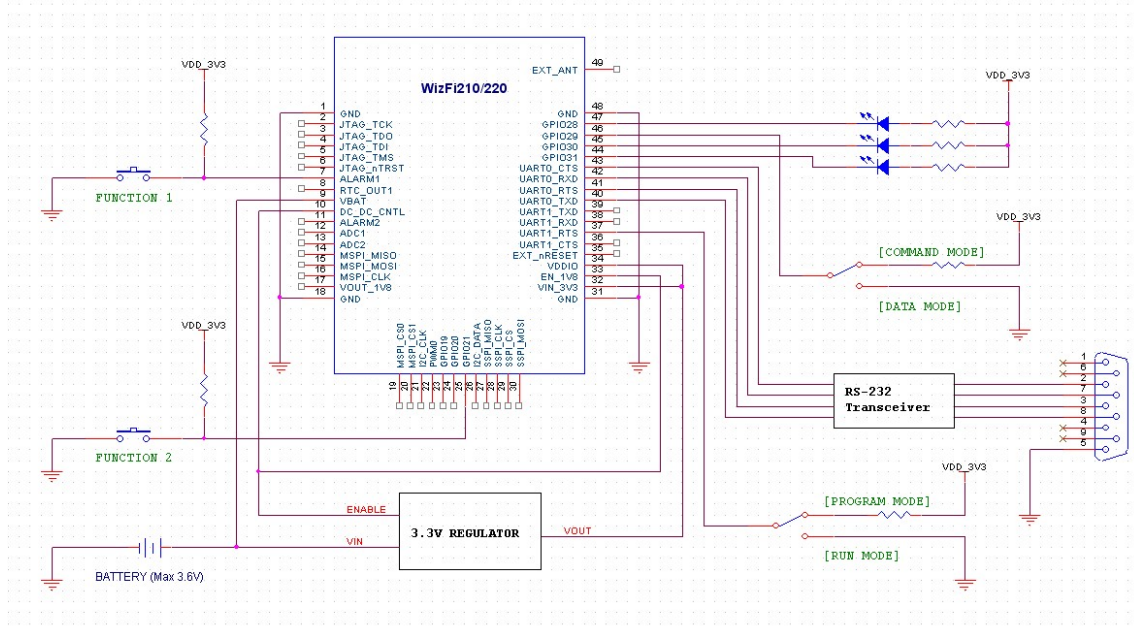 WizFi210/220
VDD_3V3
FUNCTION 1
VDD_3V3
FUNCTION 2
BATTERY (Max 3.6V)
1 GND
2 JTAG_TCK
3 JTAG_TDO
4 JTAG_TDI
5 JTAG_TMS
6 JTAG_nTRST
7 ALARM1
8 RTC_OUT1
9 VBAT
10 DC_DC_CNTL
11 ALARM2
12 ADC1
13 ADC2
14 MSPI_MISO
15 MSPI_MOSI
16 MSPI_CLK
17 VOUT_1V8
18 GND
MSPI_CS0 19
MSPI_CS1 20
I2C_CLK 21
PWM0 22
GPIO19 23
GPIO20 24
GPIO21 25
I2C_DATA 26
SSPI_MISO 27
SSPI_CLK 28
SSPI_CS 29
SSPI_MOSI 30
EXT_ANT 49
GND 48
GPIO28 47
GPIO29 46
GPIO30 45
GPIO31 44
UART0_CTS 43
UART0_RXD 42
UART0_RTS 41
UART0_TXD 40
UART1_TXD 39
UART1_RXD 38
UART1_RTS 37
UART1_CTS 36
EXT_nRESET 35
VDDIO 34
EN_1V8 33
VIN_3V3 32
GND 31
VDD_3V3
VDD_3V3
[COMMAND MODE]
[DATA MODE]
RS-232
Transceiver
1
6
2
7
3
8
4
9
5
VDD_3V3
[PROGRAM MODE]
[RUN MODE]
ENABLE
VIN
3.3V REGULATOR
VOUT